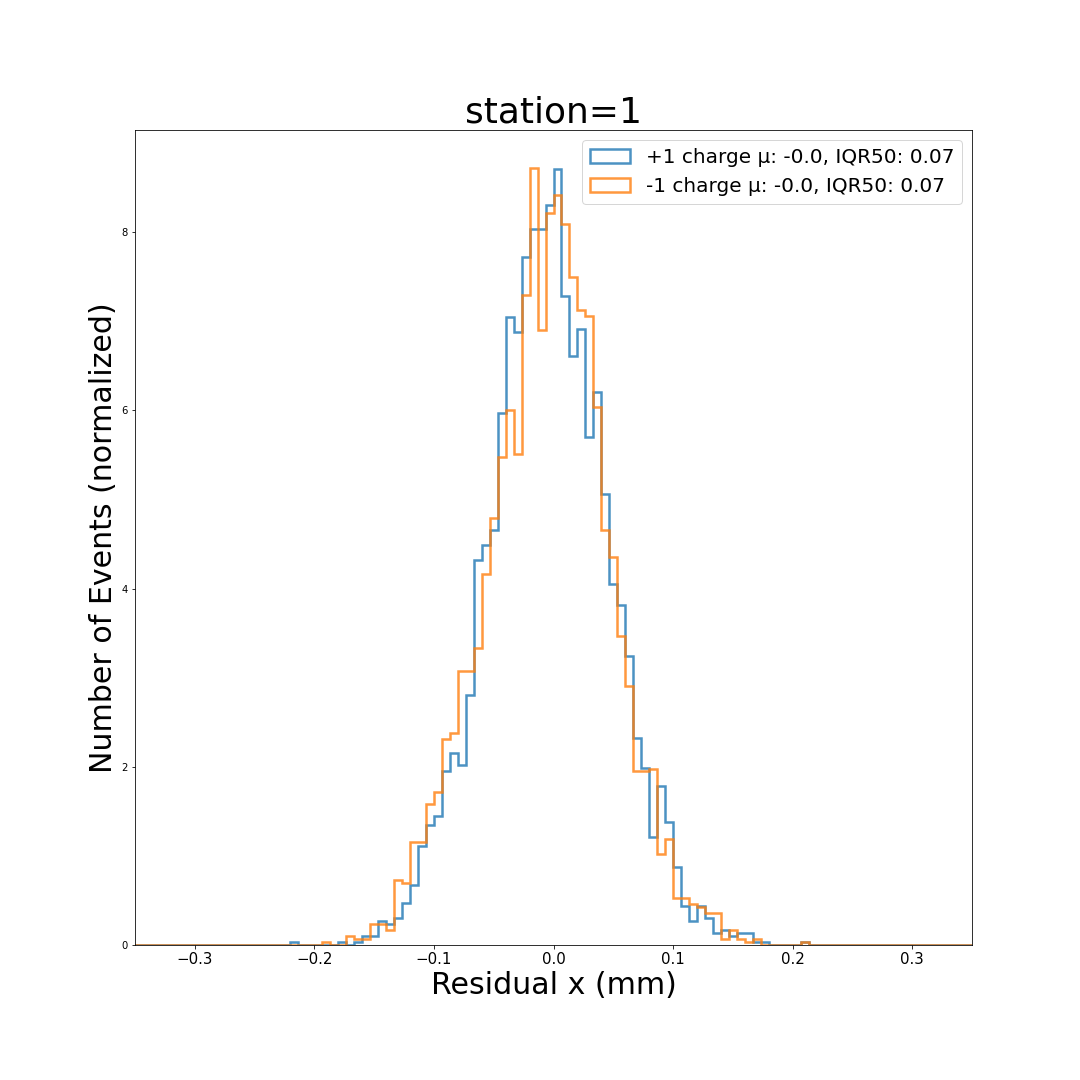 station=1
+1 charge μ: -0.0, IQR50: 0.07
-1 charge μ: -0.0, IQR50: 0.07
Number of Events (normalized)
8
6
4
2
0
−0.3 −0.2 −0.1 0.0 0.1 0.2 0.3
Residual x (mm)